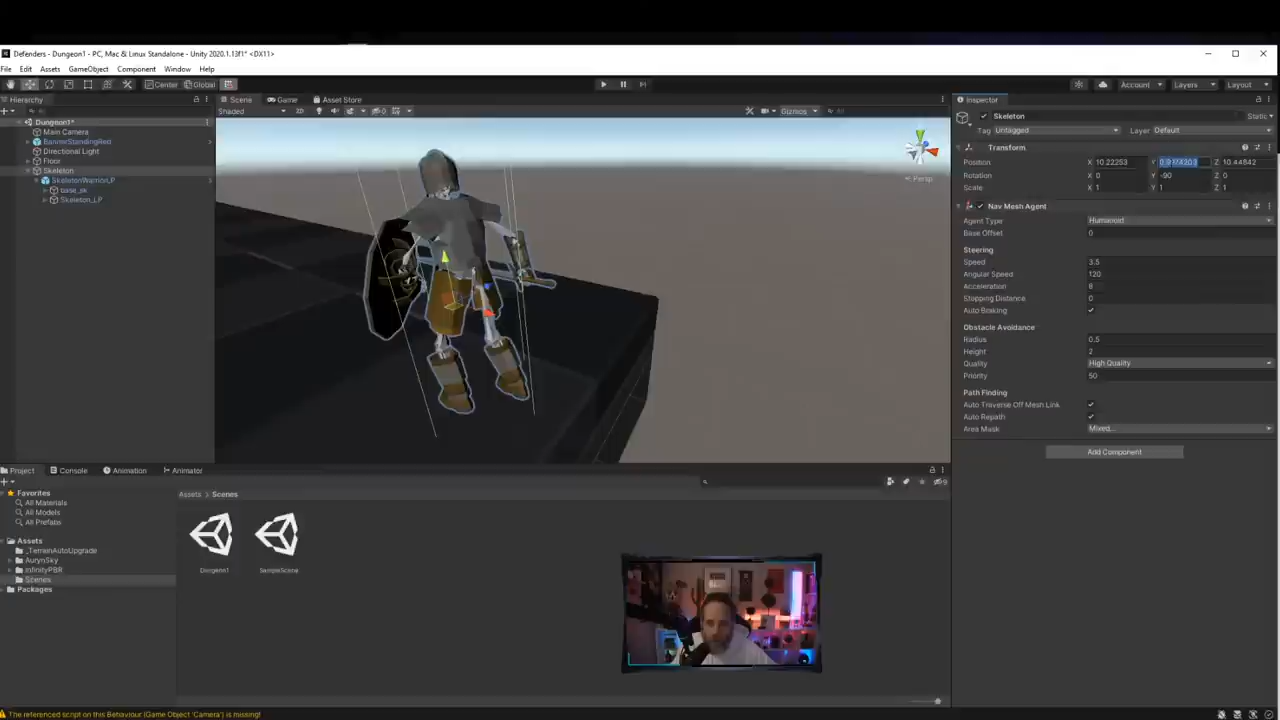 Defenders - Dungeon1 - PC, Mac & Linux Standalone - Unity 2020.1.13f1* <DX11>
File Edit Assets GameObject Component Window Help
Center Global Account Layers Layout
Hierarchy Scene Game Asset Store Inspector
Shaded 2D Gizmos All
Dungeon1*
Main Camera
BannerStandingRed
Directional Light
Floor
Skeleton
SkeletonWarrior_P
Skeleton_LP
Persp
Skeleton Static
Tag Untagged Layer Default
Transform
Position X 10.22253 Y Z 10.44842
Rotation X 0 Y -90 Z 0
Scale X 1 Y 1 Z 1
Nav Mesh Agent
Agent Type Humanoid
Base Offset 0
Steering
Speed 3.5
Angular Speed 120
Acceleration 8
Stopping Distance 0
Auto Braking
Obstacle Avoidance
Radius 0.5
Height 2
Quality High Quality
Priority 50
Path Finding
Auto Traverse Off Mesh Link
Auto Repath
Area Mask Mixed...
Add Component
Project Console Animation Animator
Favorites
All Materials
All Models
All Prefabs
Assets
_TerrainAutoUpgrade
AurynSky
InfinityPBR
Scenes
Packages
Assets > Scenes
Dungeon1 SampleScene
The referenced script on this Behaviour (Game Object 'Camera') is missing!